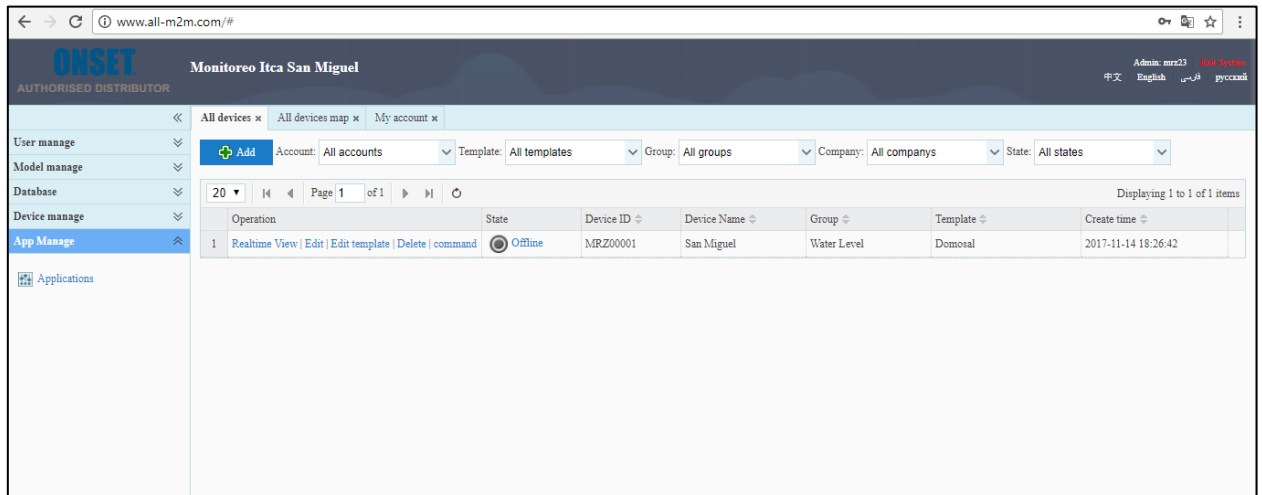 www.all-m2m.com/#
ONSET
AUTHORISED DISTRIBUTOR
Monitoreo Itca San Miguel
Admin: mrz23 Exit System
中文 English فارسی русский
All devices × All devices map × My account ×
User manage
Model manage
Database
Device manage
App Manage
Applications
Add Account: All accounts Template: All templates Group: All groups Company: All companys State: All states
20 Page 1 of 1 Displaying 1 to 1 of 1 items
Operation State Device ID Device Name Group Template Create time
1 Realtime View | Edit | Edit template | Delete | command Offline MRZ00001 San Miguel Water Level Domosal 2017-11-14 18:26:42